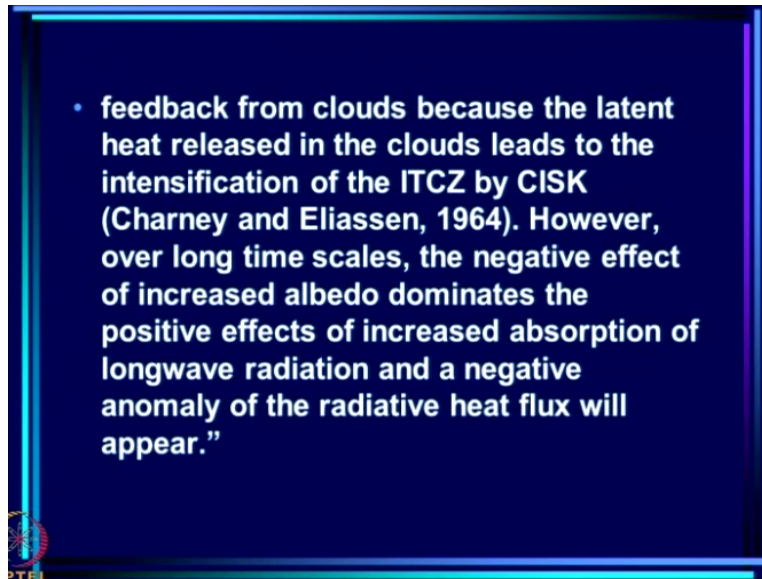 • feedback from clouds because the latent
heat released in the clouds leads to the
intensification of the ITCZ by CISK
(Charney and Eliassen, 1964). However,
over long time scales, the negative effect
of increased albedo dominates the
positive effects of increased absorption of
longwave radiation and a negative
anomaly of the radiative heat flux will
appear.”
PTEL